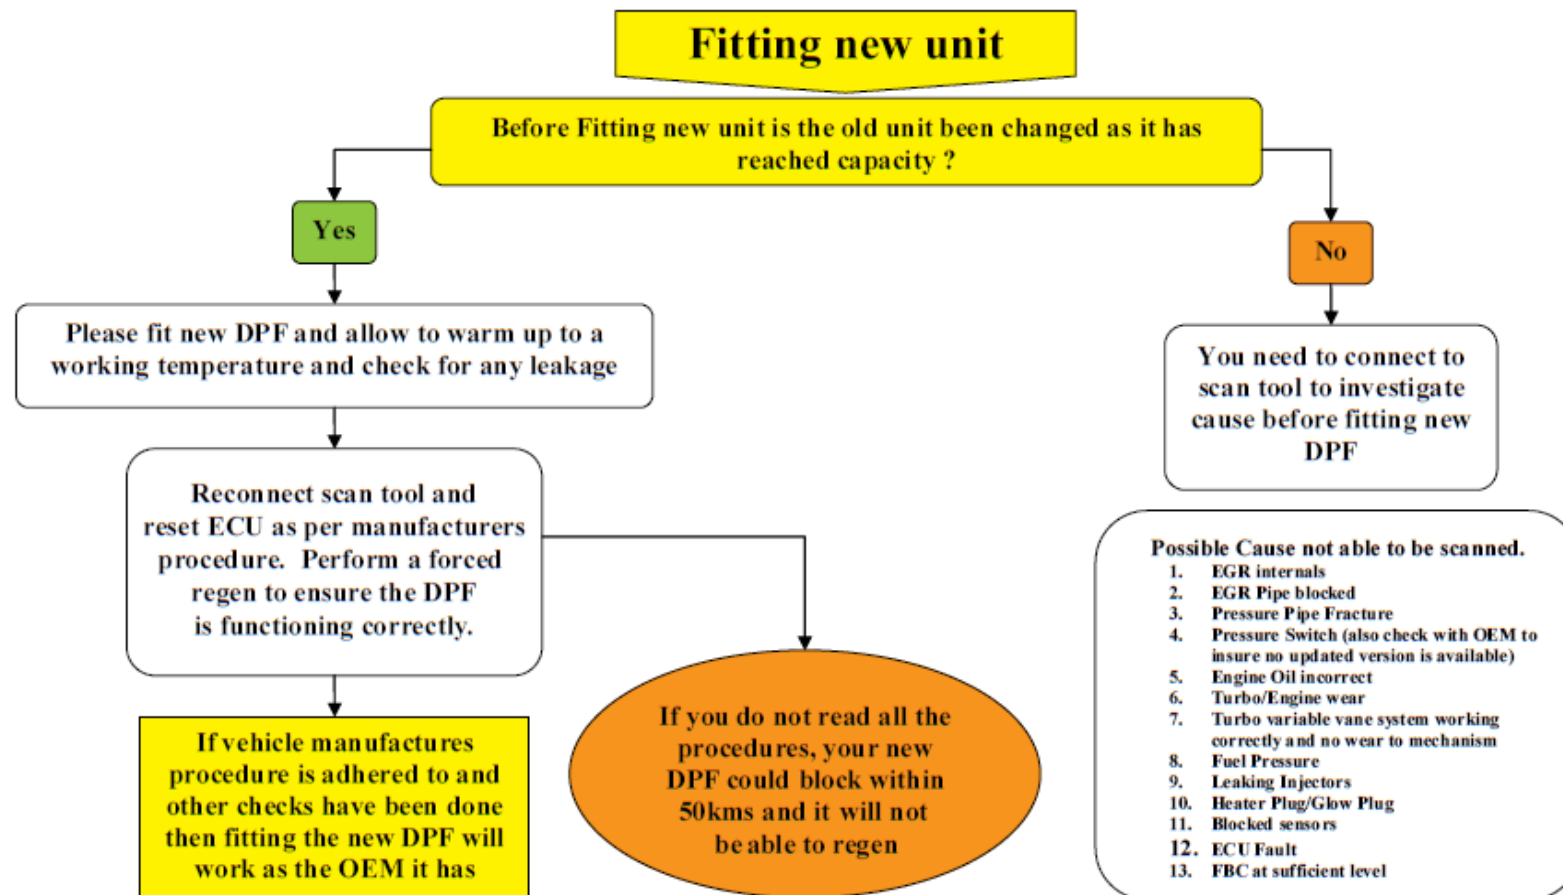 Fitting new unit
Before Fitting new unit is the old unit been changed as it has
reached capacity ?
Yes
No
Please fit new DPF and allow to warm up to a
working temperature and check for any leakage
You need to connect to
scan tool to investigate
cause before fitting new
DPF
Reconnect scan tool and
reset ECU as per manufacturers
procedure. Perform a forced
regen to ensure the DPF
is functioning correctly.
If vehicle manufactures
procedure is adhered to and
other checks have been done
then fitting the new DPF will
work as the OEM it has
If you do not read all the
procedures, your new
DPF could block within
50kms and it will not
be able to regen
Possible Cause not able to be scanned.
1. EGR internals
2. EGR Pipe blocked
3. Pressure Pipe Fracture
4. Pressure Switch (also check with OEM to
insure no updated version is available)
5. Engine Oil incorrect
6. Turbo/Engine wear
7. Turbo variable vane system working
correctly and no wear to mechanism
8. Fuel Pressure
9. Leaking Injectors
10. Heater Plug/Glow Plug
11. Blocked sensors
12. ECU Fault
13. FBC at sufficient level